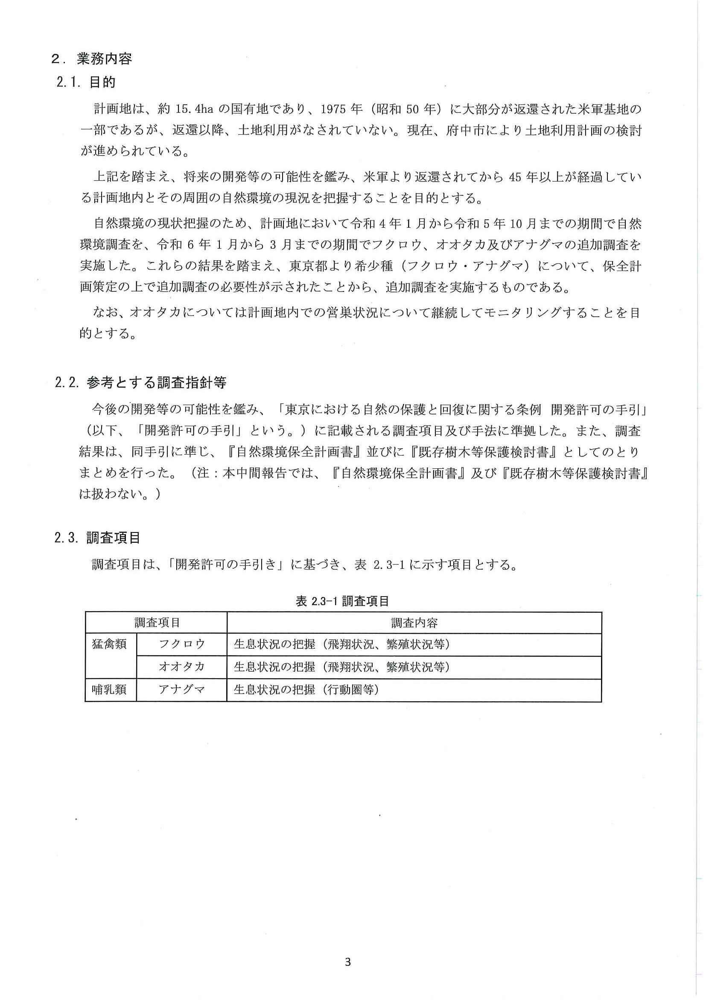 ２．業務内容
2.1. 目的
計画地は、約 15.4ha の国有地であり、1975 年（昭和 50 年）に大部分が返還された米軍基地の
一部であるが、返還以降、土地利用がなされていない。現在、府中市により土地利用計画の検討
が進められている。
上記を踏まえ、将来の開発等の可能性を鑑み、米軍より返還されてから 45 年以上が経過してい
る計画地内とその周囲の自然環境の現況を把握することを目的とする。
自然環境の現状把握のため、計画地において令和 4 年 1 月から令和 5 年 10 月までの期間で自然
環境調査を、令和 6 年 1 月から 3 月までの期間でフクロウ、オオタカ及びアナグマの追加調査を
実施した。これらの結果を踏まえ、東京都より希少種（フクロウ・アナグマ）について、保全計
画策定の上で追加調査の必要性が示されたことから、追加調査を実施するものである。
なお、オオタカについては計画地内での営巣状況について継続してモニタリングすることを目
的とする。
2.2. 参考とする調査指針等
今後の開発等の可能性を鑑み、「東京における自然の保護と回復に関する条例 開発許可の手引」
（以下、「開発許可の手引」という。）に記載される調査項目及び手法に準拠した。また、調査
結果は、同手引に準じ、『自然環境保全計画書』並びに『既存樹木等保護検討書』としてのとり
まとめを行った。（注：本中間報告では、『自然環境保全計画書』及び『既存樹木等保護検討書』
は扱わない。）
2.3. 調査項目
調査項目は、「開発許可の手引き」に基づき、表 2.3-1 に示す項目とする。
表 2.3-1 調査項目
調査項目 調査内容
猛禽類 フクロウ 生息状況の把握（飛翔状況、繁殖状況等）
オオタカ 生息状況の把握（飛翔状況、繁殖状況等）
哺乳類 アナグマ 生息状況の把握（行動圏等）
3